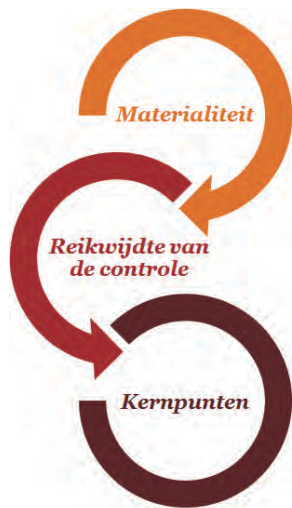 Materialiteit
Reikwijdte van
de controle
Kernpunten